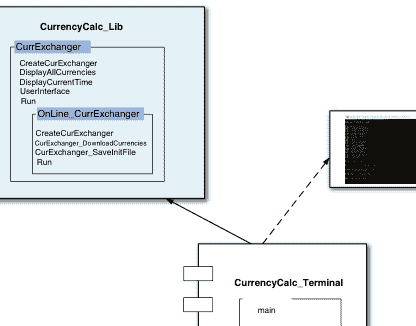 CurrencyCalc_Lib
CurrExchanger
CreateCurExchanger
DisplayAllCurrencies
DisplayCurrentTime
UserInterface
Run
OnLine_CurrExchanger
CreateCurExchanger
CurExchanger_DownloadCurrencies
CurExchanger_SaveInitFile
Run
CurrencyCalc_Terminal
main